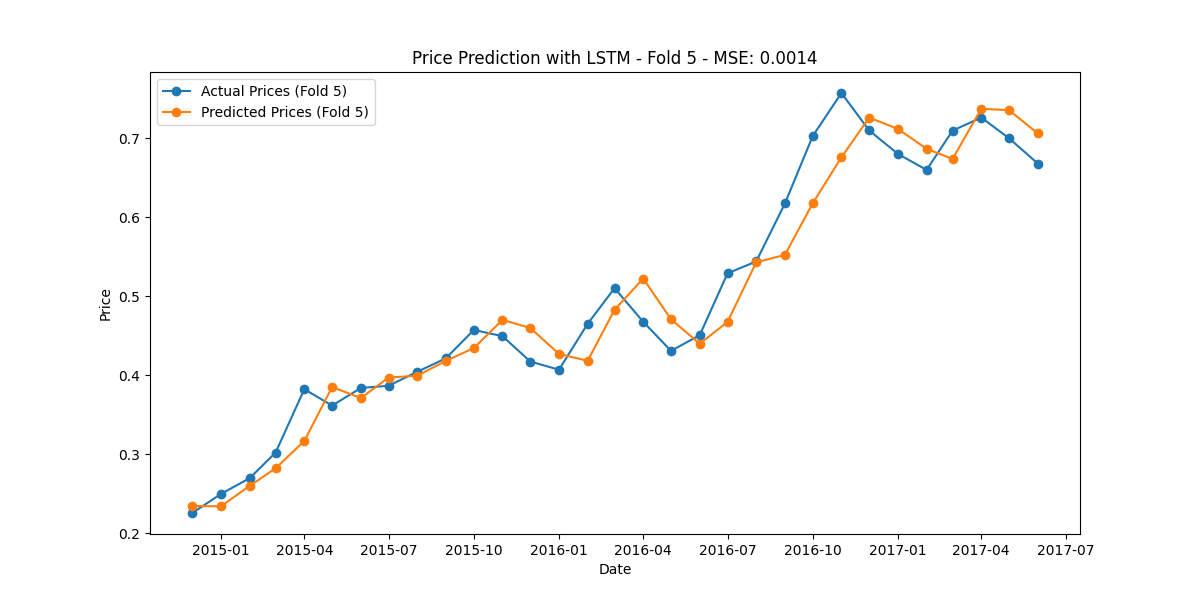 Price Prediction with LSTM - Fold 5 - MSE: 0.0014
Actual Prices (Fold 5)
Predicted Prices (Fold 5)
0.7
0.6
0.5
0.4
0.3
0.2
Price
2015-01 2015-04 2015-07 2015-10 2016-01 2016-04 2016-07 2016-10 2017-01 2017-04 2017-07
Date